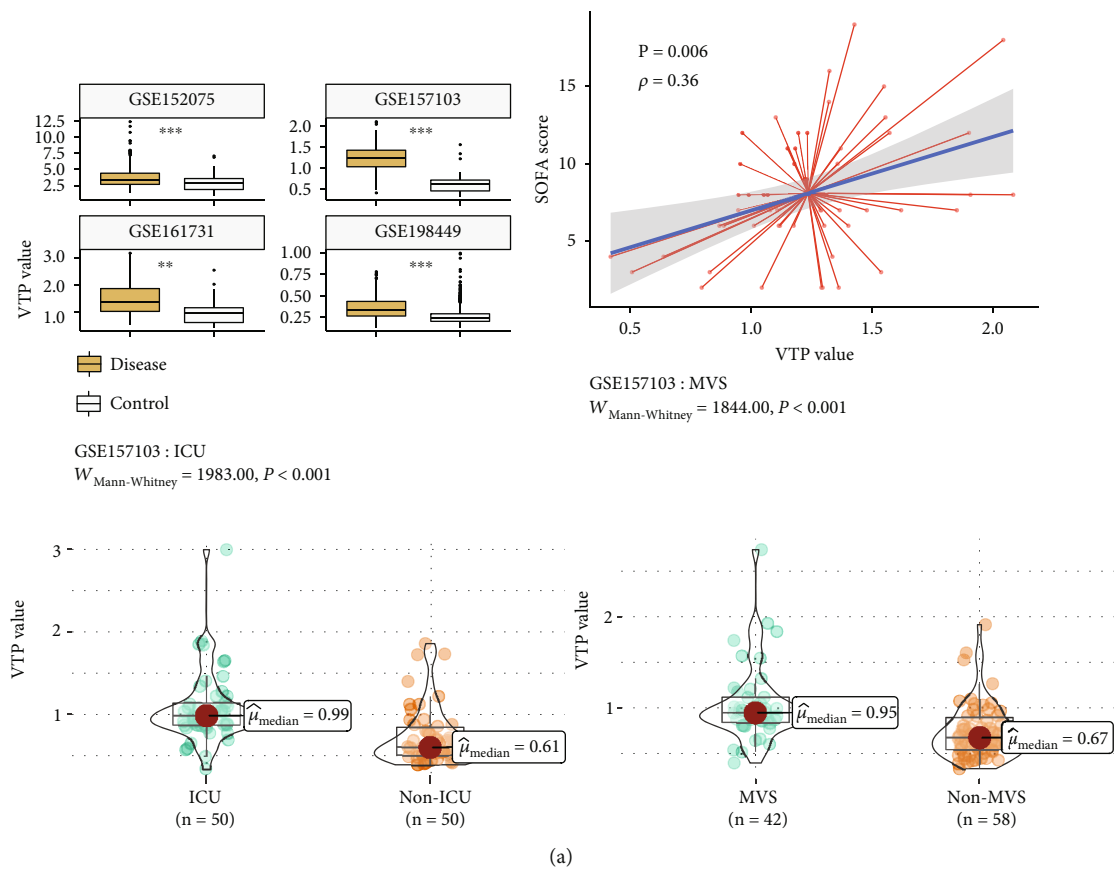 GSE152075
12.5
10.0
7.5
5.0
2.5
***
GSE157103
2.0
1.5
1.0
0.5
***
GSE161731
3.0
2.0
1.0
**
GSE198449
1.00
0.75
0.50
0.25
***
VTP value
Disease
Control
P = 0.006
ρ = 0.36
SOFA score
15
10
5
0.5 1.0 1.5 2.0
VTP value
GSE157103 : ICU
W Mann-Whitney = 1983.00, P < 0.001
GSE157103 : MVS
W Mann-Whitney = 1844.00, P < 0.001
VTP value
3
2
1
μ̂median = 0.99
μ̂median = 0.61
ICU
(n = 50)
Non-ICU
(n = 50)
VTP value
2
1
μ̂median = 0.95
μ̂median = 0.67
MVS
(n = 42)
Non-MVS
(n = 58)
(a)